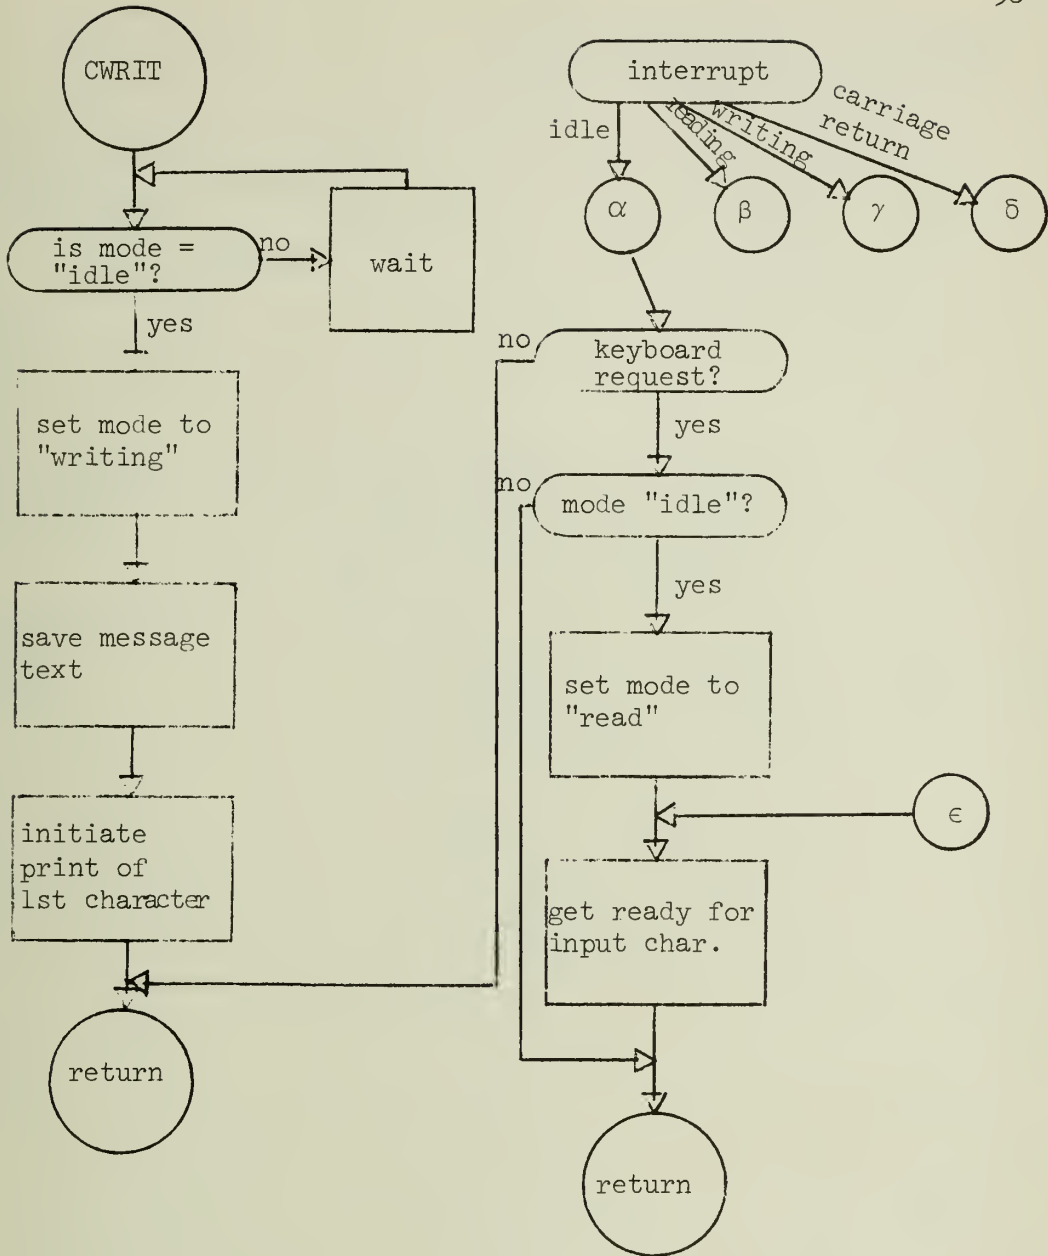 CWRIT
is mode =
"idle"?
no
wait
yes
set mode to
"writing"
save message
text
initiate
print of
1st character
return
interrupt
idle
reading
writing
carriage
return
α
β
γ
δ
keyboard
request?
no
yes
mode "idle"?
no
yes
set mode to
"read"
ϵ
get ready for
input char.
return